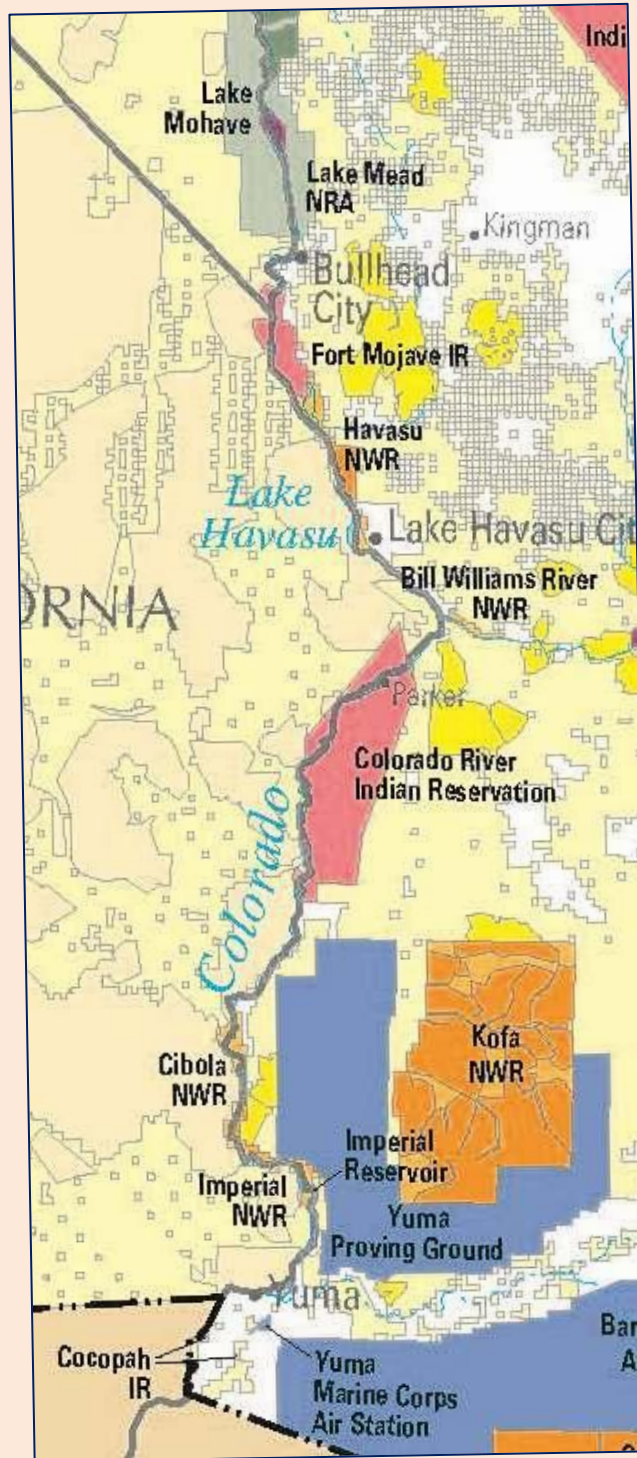 Indi
Lake
Mohave
Lake Mead
NRA
Kingman
Bullhead
City
Fort Mojave IR
Havasu
NWR
Lake
Havasu
Lake Havasu Cit
Bill Williams River
NWR
ORNIA
Parker
Colorado River
Indian Reservation
Colorado
Kofa
NWR
Cibola
NWR
Imperial
Reservoir
Imperial
NWR
Yuma
Proving Ground
Yuma
Bar
A
Cocopah
IR
Yuma
Marine Corps
Air Station